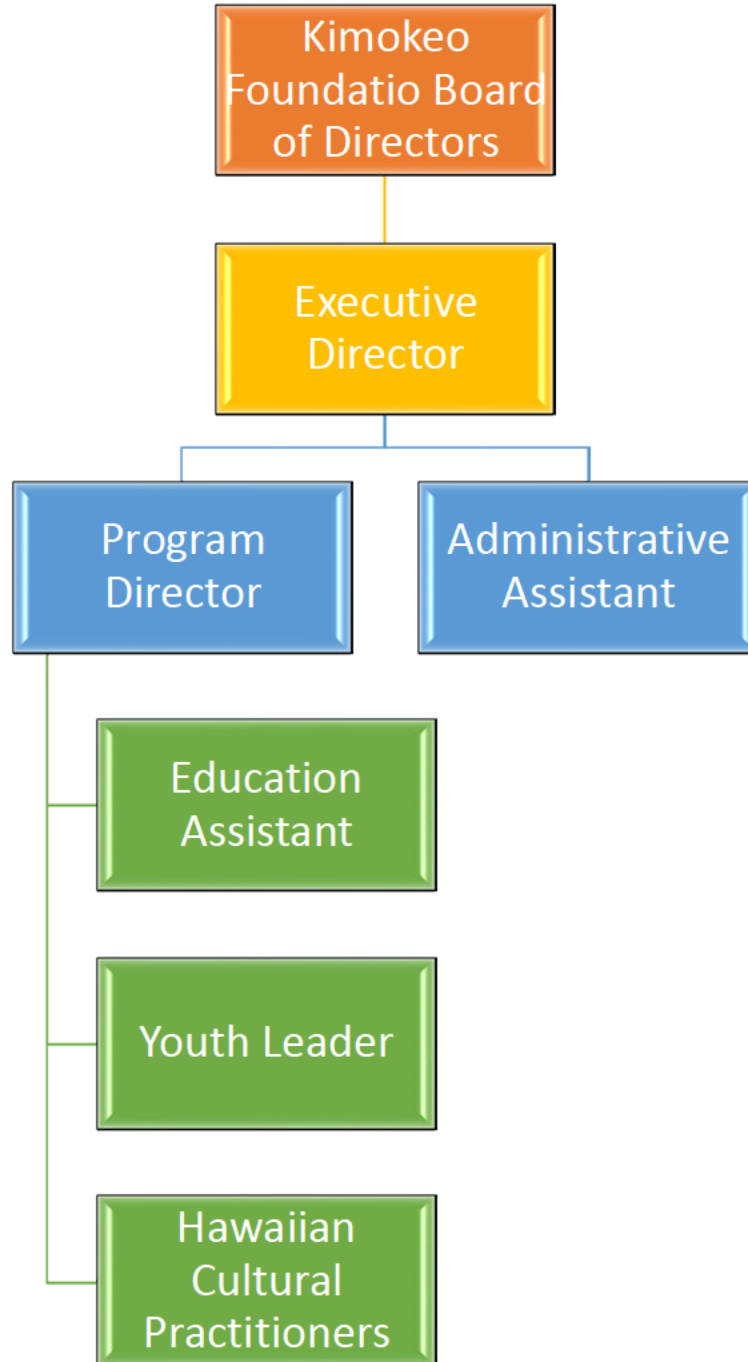 Kimokeo
Foundatio Board
of Directors
Executive
Director
Program
Director
Administrative
Assistant
Education
Assistant
Youth Leader
Hawaiian
Cultural
Practitioners